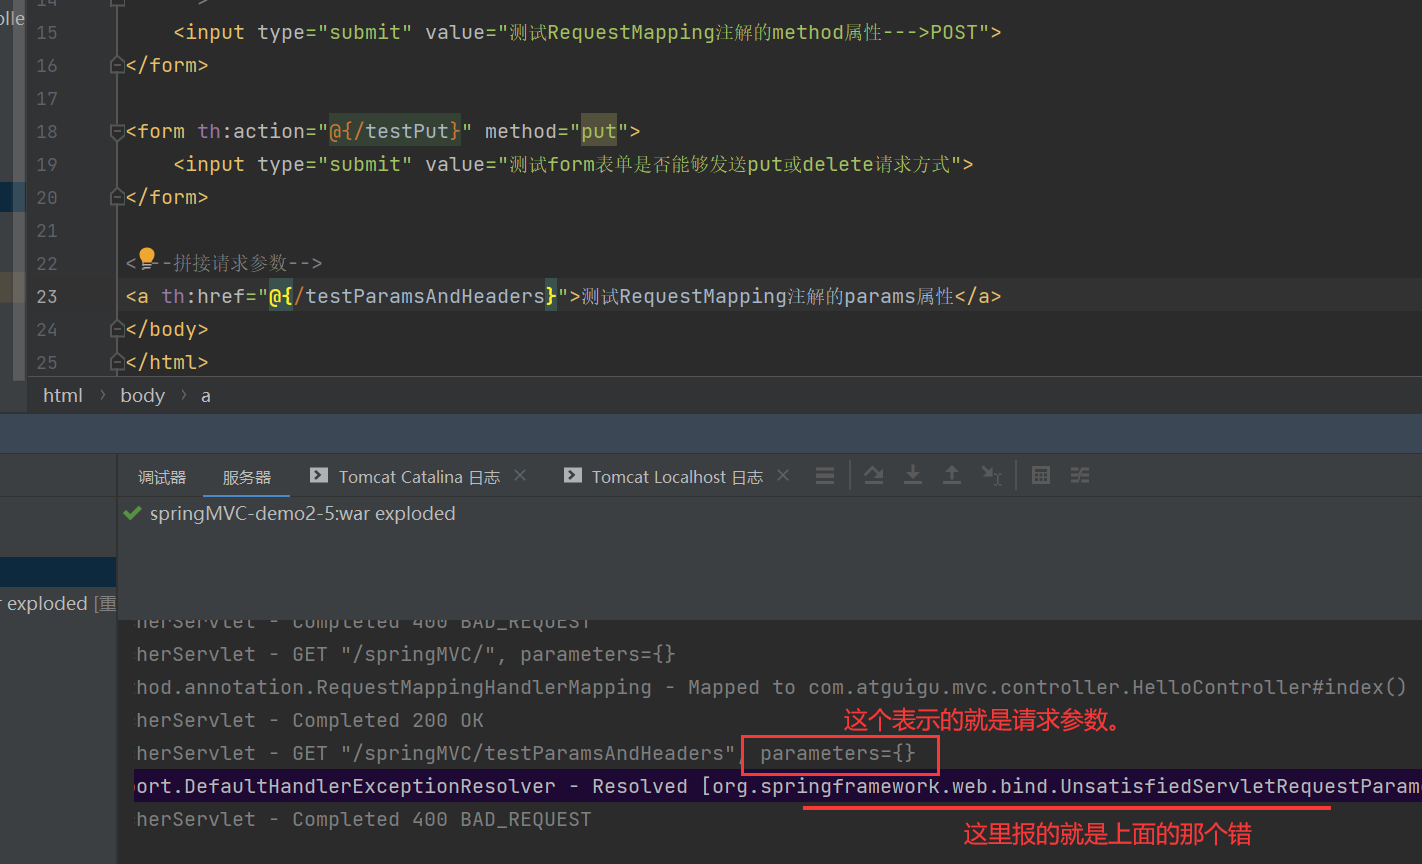 olle
14
15 <input type="submit" value="测试RequestMapping注解的method属性--->POST">
16 </form>
17
18 <form th:action="@{/testPut}" method="put">
19 <input type="submit" value="测试form表单是否能够发送put或delete请求方式">
20 </form>
21
22 <--拼接请求参数-->
23 <a th:href="@{/testParamsAndHeaders}">测试RequestMapping注解的params属性</a>
24 </body>
25 </html>
html › body › a
调试器 服务器 Tomcat Catalina 日志 Tomcat Localhost 日志
springMVC-demo2-5:war exploded
exploded [重
herServlet - Completed 400 BAD_REQUEST
herServlet - GET "/springMVC/", parameters={}
hod.annotation.RequestMappingHandlerMapping - Mapped to com.atguigu.mvc.controller.HelloController#index()
herServlet - Completed 200 OK
这个表示的就是请求参数。
herServlet - GET "/springMVC/testParamsAndHeaders", parameters={}
ort.DefaultHandlerExceptionResolver - Resolved [org.springframework.web.bind.UnsatisfiedServletRequestParam
herServlet - Completed 400 BAD_REQUEST
这里报的就是上面的那个错